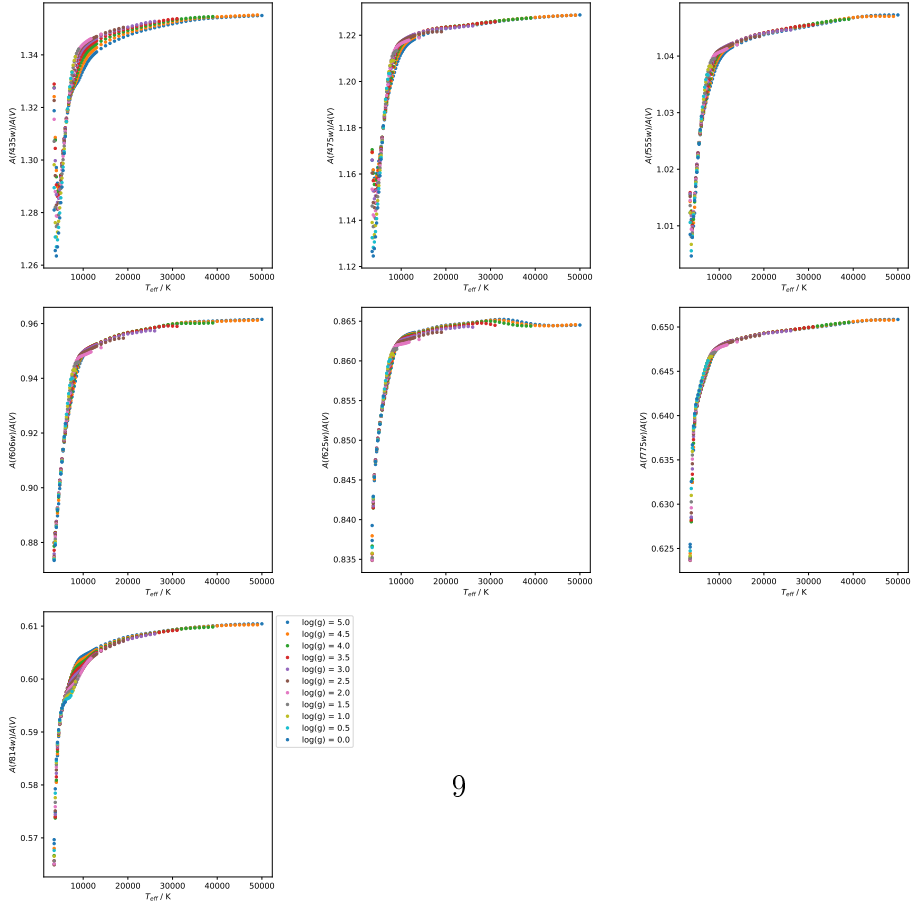 1.34
1.32
1.30
1.28
1.26
A(f435w)/A(V)
10000 20000 30000 40000 50000
T_eff / K
1.22
1.20
1.18
1.16
1.14
1.12
A(f475w)/A(V)
10000 20000 30000 40000 50000
T_eff / K
1.04
1.03
1.02
1.01
A(f555w)/A(V)
10000 20000 30000 40000 50000
T_eff / K
0.96
0.94
0.92
0.90
0.88
A(f606w)/A(V)
10000 20000 30000 40000 50000
T_eff / K
0.865
0.860
0.855
0.850
0.845
0.840
0.835
A(f625w)/A(V)
10000 20000 30000 40000 50000
T_eff / K
0.650
0.645
0.640
0.635
0.630
0.625
A(f775w)/A(V)
10000 20000 30000 40000 50000
T_eff / K
0.61
0.60
0.59
0.58
0.57
A(f814w)/A(V)
10000 20000 30000 40000 50000
T_eff / K
log(g) = 5.0
log(g) = 4.5
log(g) = 4.0
log(g) = 3.5
log(g) = 3.0
log(g) = 2.5
log(g) = 2.0
log(g) = 1.5
log(g) = 1.0
log(g) = 0.5
log(g) = 0.0
9